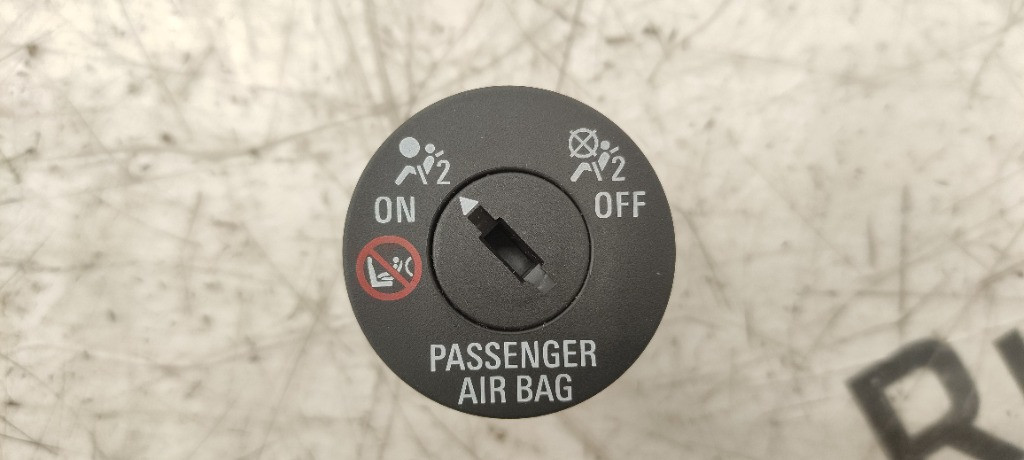 2
2
ON
OFF
PASSENGER
AIR BAG